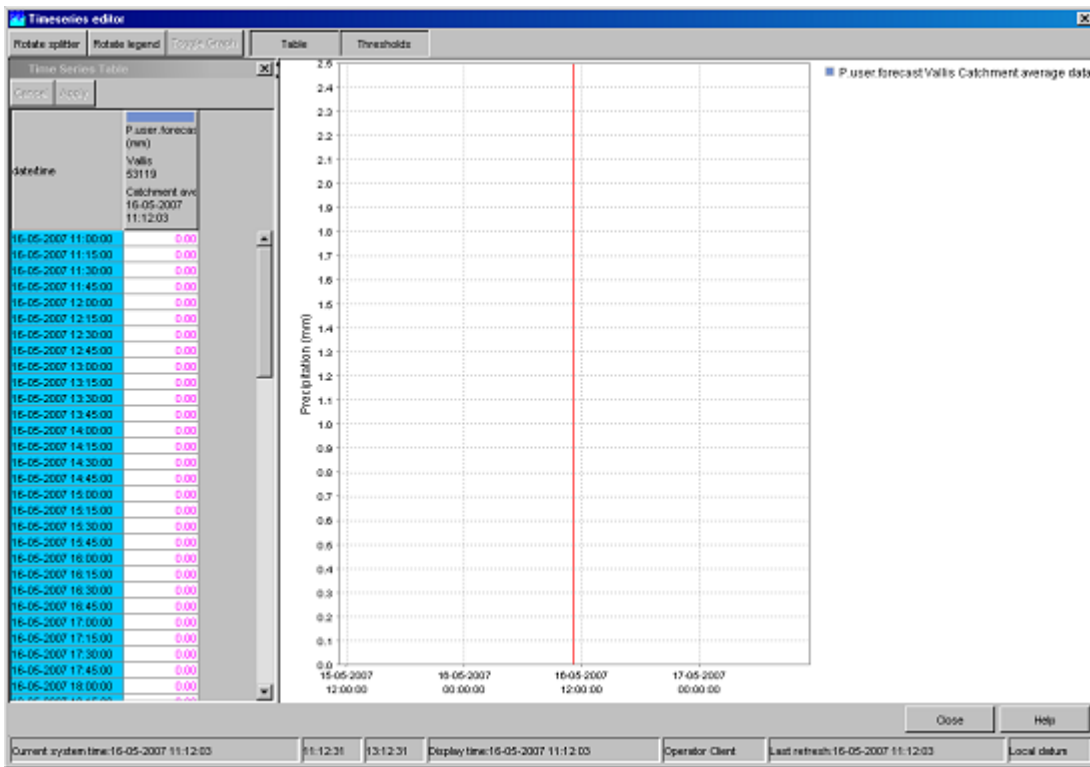 Timeseries editor
Rotate splitter Rotate legend Toggle Graph Table Thresholds
Time Series Table
Cancel Apply
date/time
P.user.forecas
(mm)
Vallis
53119
Catchment ave
16-05-2007
11:12:03
16-05-2007 11:00:00 0.00
16-05-2007 11:15:00 0.00
16-05-2007 11:30:00 0.00
16-05-2007 11:45:00 0.00
16-05-2007 12:00:00 0.00
16-05-2007 12:15:00 0.00
16-05-2007 12:30:00 0.00
16-05-2007 12:45:00 0.00
16-05-2007 13:00:00 0.00
16-05-2007 13:15:00 0.00
16-05-2007 13:30:00 0.00
16-05-2007 13:45:00 0.00
16-05-2007 14:00:00 0.00
16-05-2007 14:15:00 0.00
16-05-2007 14:30:00 0.00
16-05-2007 14:45:00 0.00
16-05-2007 15:00:00 0.00
16-05-2007 15:15:00 0.00
16-05-2007 15:30:00 0.00
16-05-2007 15:45:00 0.00
16-05-2007 16:00:00 0.00
16-05-2007 16:15:00 0.00
16-05-2007 16:30:00 0.00
16-05-2007 16:45:00 0.00
16-05-2007 17:00:00 0.00
16-05-2007 17:15:00 0.00
16-05-2007 17:30:00 0.00
16-05-2007 17:45:00 0.00
16-05-2007 18:00:00 0.00
Precipitation (mm)
2.5
2.4
2.3
2.2
2.1
2.0
1.9
1.8
1.7
1.6
1.5
1.4
1.3
1.2
1.1
1.0
0.9
0.8
0.7
0.6
0.5
0.4
0.3
0.2
0.1
0.0
15-05-2007 16-05-2007 16-05-2007 17-05-2007
12:00:00 00:00:00 12:00:00 00:00:00
P.user.forecast Vallis Catchment average data
Close Help
Current system time:16-05-2007 11:12:03 11:12:31 13:12:31 Display time:16-05-2007 11:12:03 Operator Client Last refresh:16-05-2007 11:12:03 Local datum